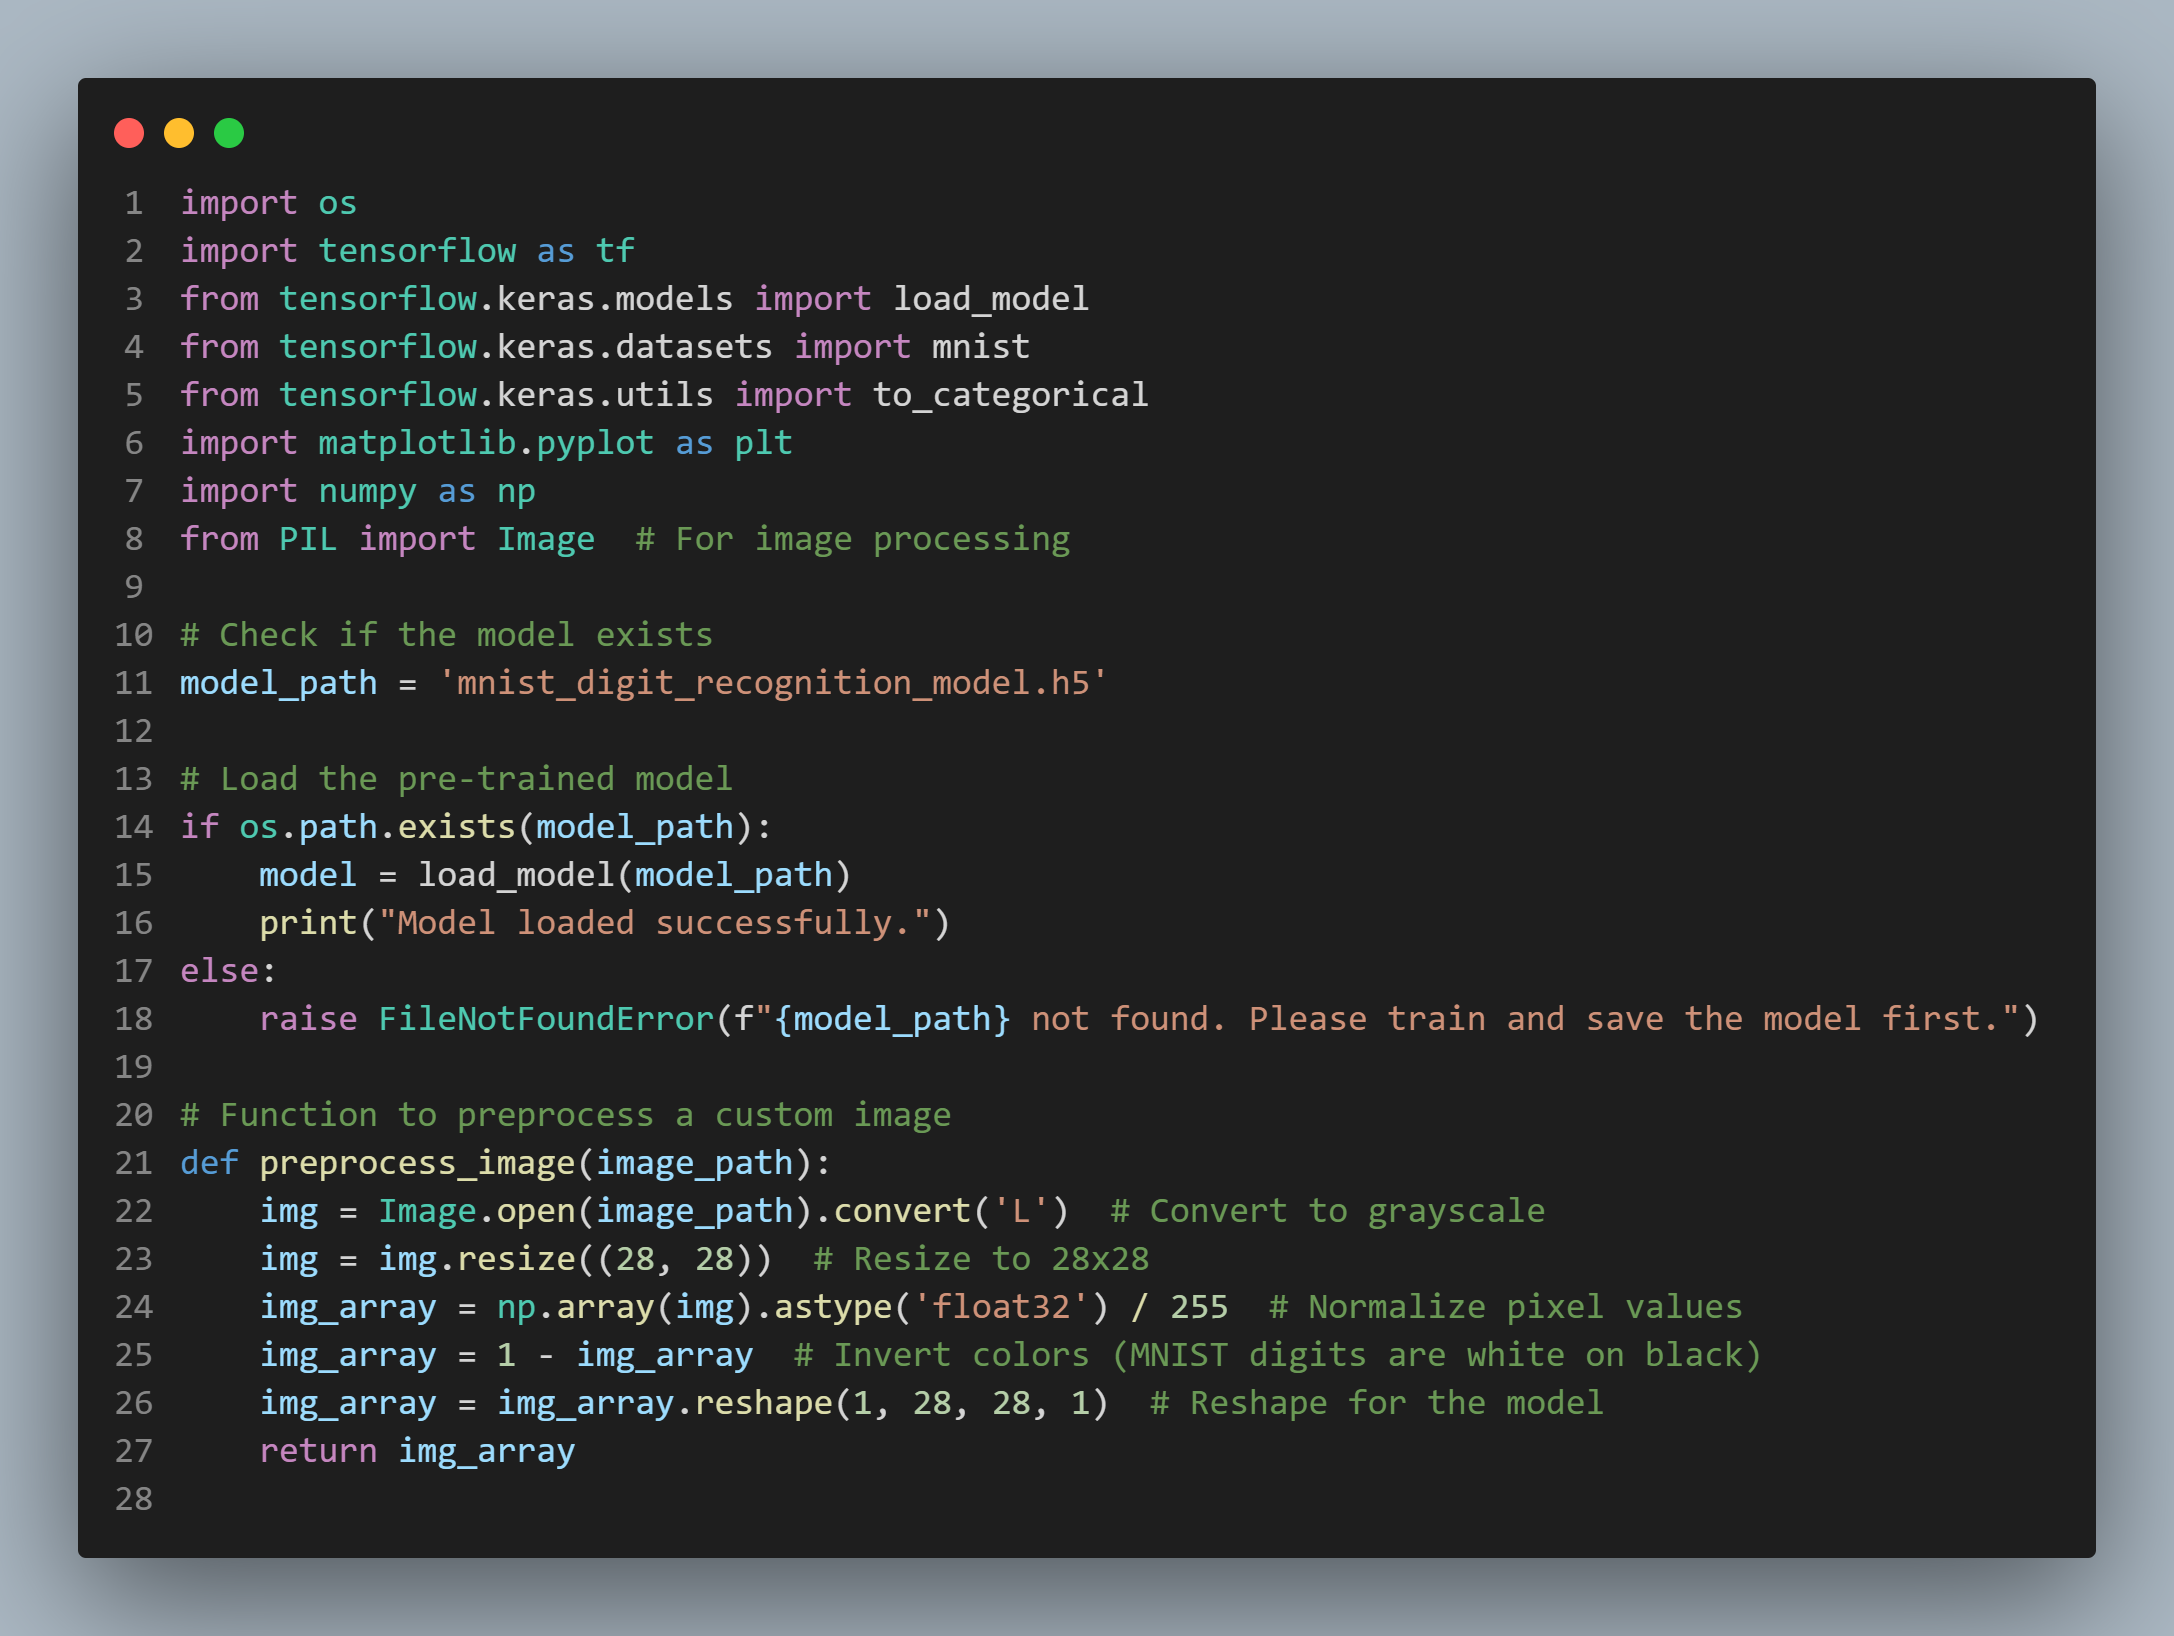 1 import os
2 import tensorflow as tf
3 from tensorflow.keras.models import load_model
4 from tensorflow.keras.datasets import mnist
5 from tensorflow.keras.utils import to_categorical
6 import matplotlib.pyplot as plt
7 import numpy as np
8 from PIL import Image  # For image processing
9
10 # Check if the model exists
11 model_path = 'mnist_digit_recognition_model.h5'
12
13 # Load the pre-trained model
14 if os.path.exists(model_path):
15     model = load_model(model_path)
16     print("Model loaded successfully.")
17 else:
18     raise FileNotFoundError(f"{model_path} not found. Please train and save the model first.")
19
20 # Function to preprocess a custom image
21 def preprocess_image(image_path):
22     img = Image.open(image_path).convert('L')  # Convert to grayscale
23     img = img.resize((28, 28))  # Resize to 28x28
24     img_array = np.array(img).astype('float32') / 255  # Normalize pixel values
25     img_array = 1 - img_array  # Invert colors (MNIST digits are white on black)
26     img_array = img_array.reshape(1, 28, 28, 1)  # Reshape for the model
27     return img_array
28